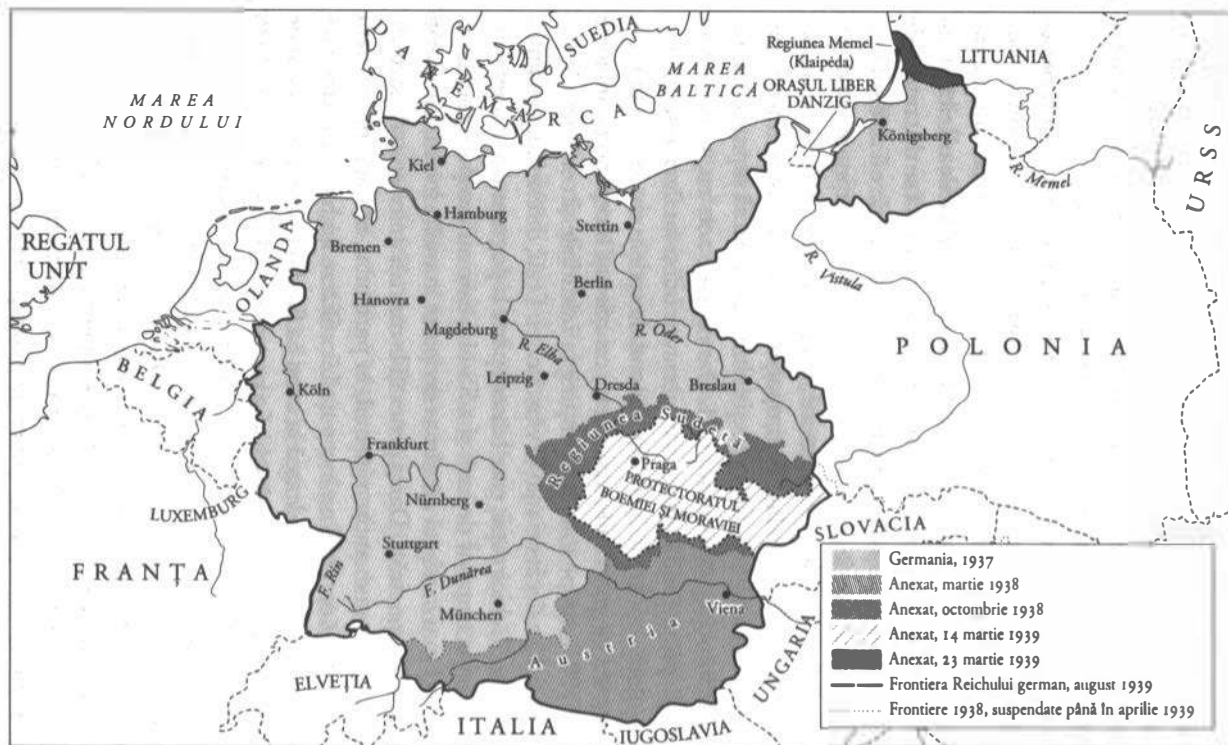 DANEMARCA
SUEDIA
MAREA
NORDULUI
MAREA
BALTICĂ
Regiunea Memel
(Klaipėda)
ORAȘUL LIBER
DANZIG
LITUANIA
Königsberg
R. Memel
URSS
Kiel
Hamburg
Stettin
Bremen
REGATUL
UNIT
OLANDA
Hanovra
Berlin
R. Vistula
Magdeburg
R. Elba
R. Oder
POLONIA
BELGIA
Köln
Leipzig
Dresda
Breslau
Regiunea Sudetă
Frankfurt
Praga
PROTECTORATUL
BOEMIEI ȘI MORAVIEI
LUXEMBURG
Nürnberg
SLOVACIA
FRANȚA
Stuttgart
F. Rin
F. Dunărea
München
Viena
Austria
UNGARIA
ELVEȚIA
ITALIA
IUGOSLAVIA
Germania, 1937
Anexat, martie 1938
Anexat, octombrie 1938
Anexat, 14 martie 1939
Anexat, 23 martie 1939
Frontiera Reichului german, august 1939
Frontiere 1938, suspendate până în aprilie 1939